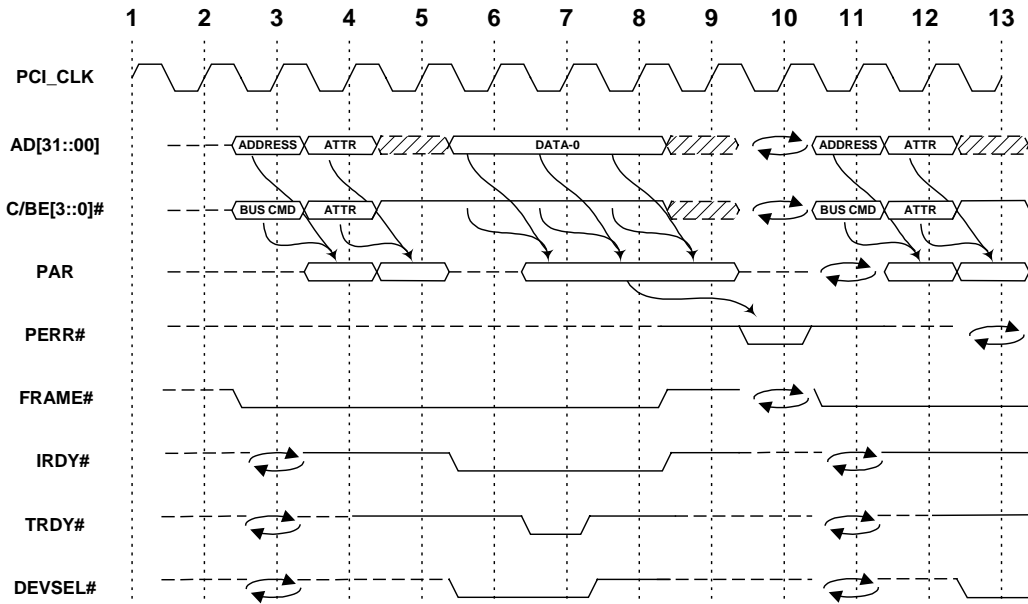 1 2 3 4 5 6 7 8 9 10 11 12 13
PCI_CLK
AD[31::00] ADDRESS ATTR DATA-0 ADDRESS ATTR
C/BE[3::0]# BUS CMD ATTR BUS CMD ATTR
PAR
PERR#
FRAME#
IRDY#
TRDY#
DEVSEL#